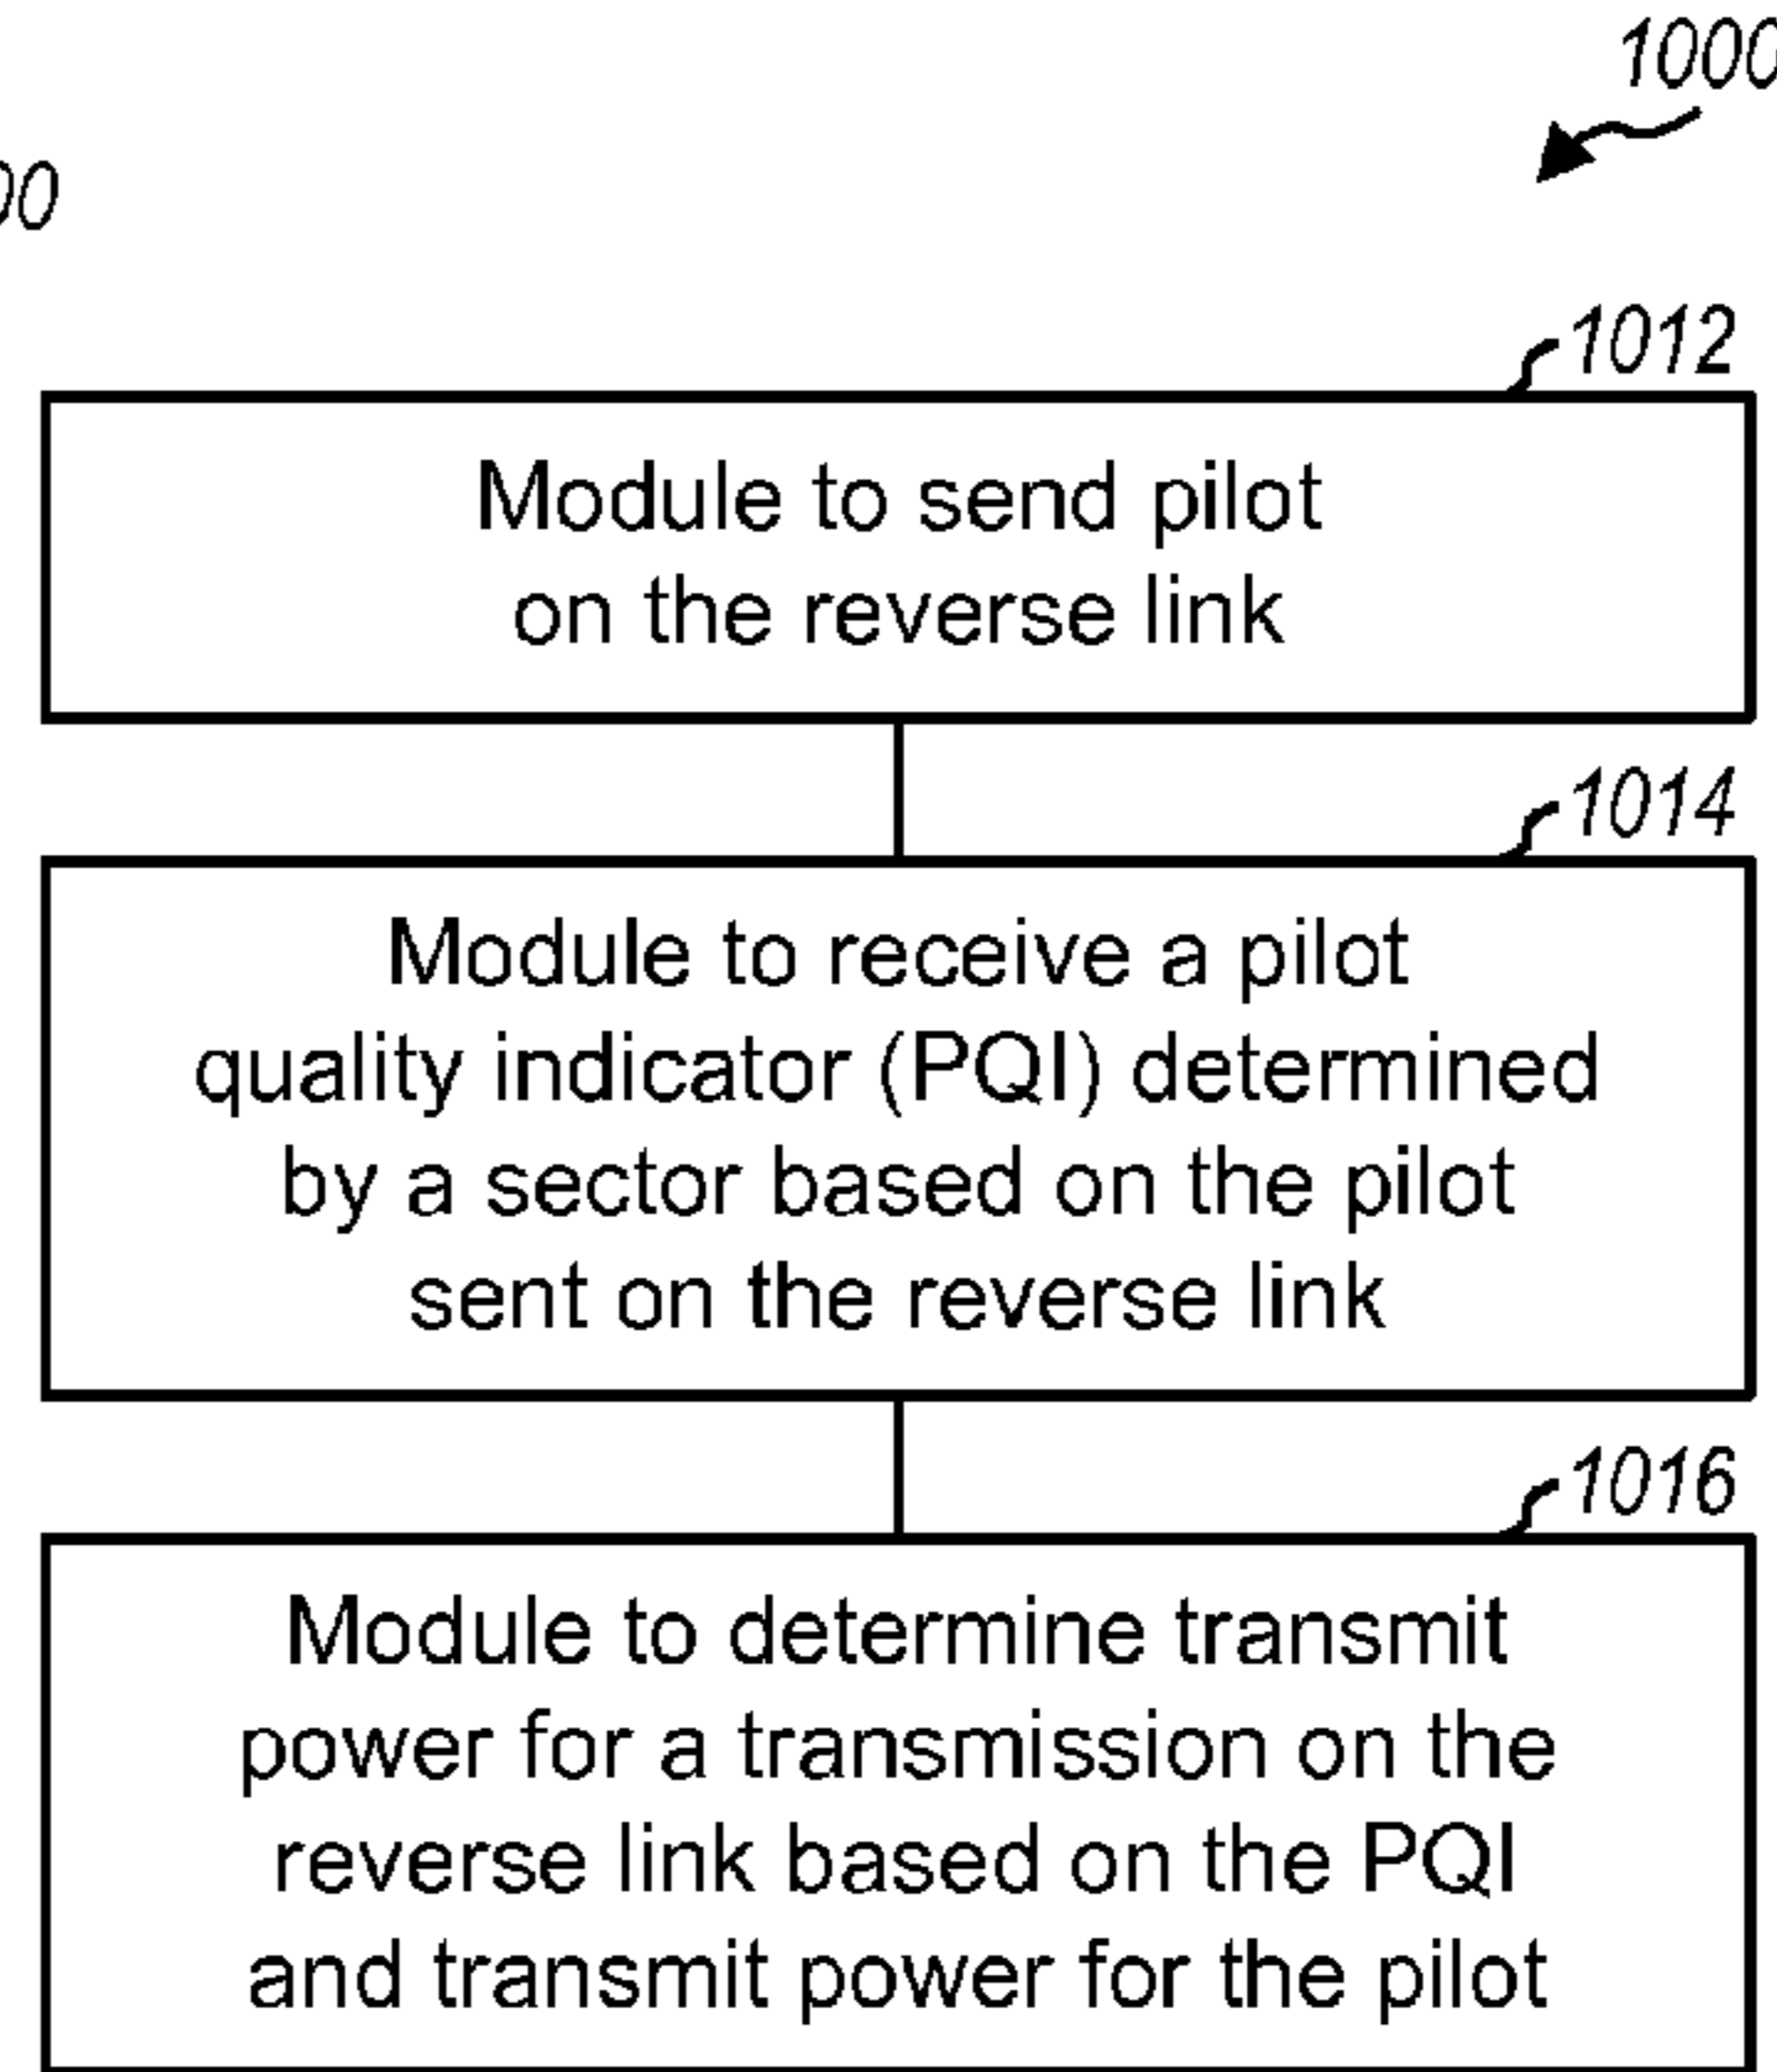 1000
00
1012
Module to send pilot
on the reverse link
1014
Module to receive a pilot
quality indicator (PQI) determined
by a sector based on the pilot
sent on the reverse link
1016
Module to determine transmit
power for a transmission on the
reverse link based on the PQI
and transmit power for the pilot